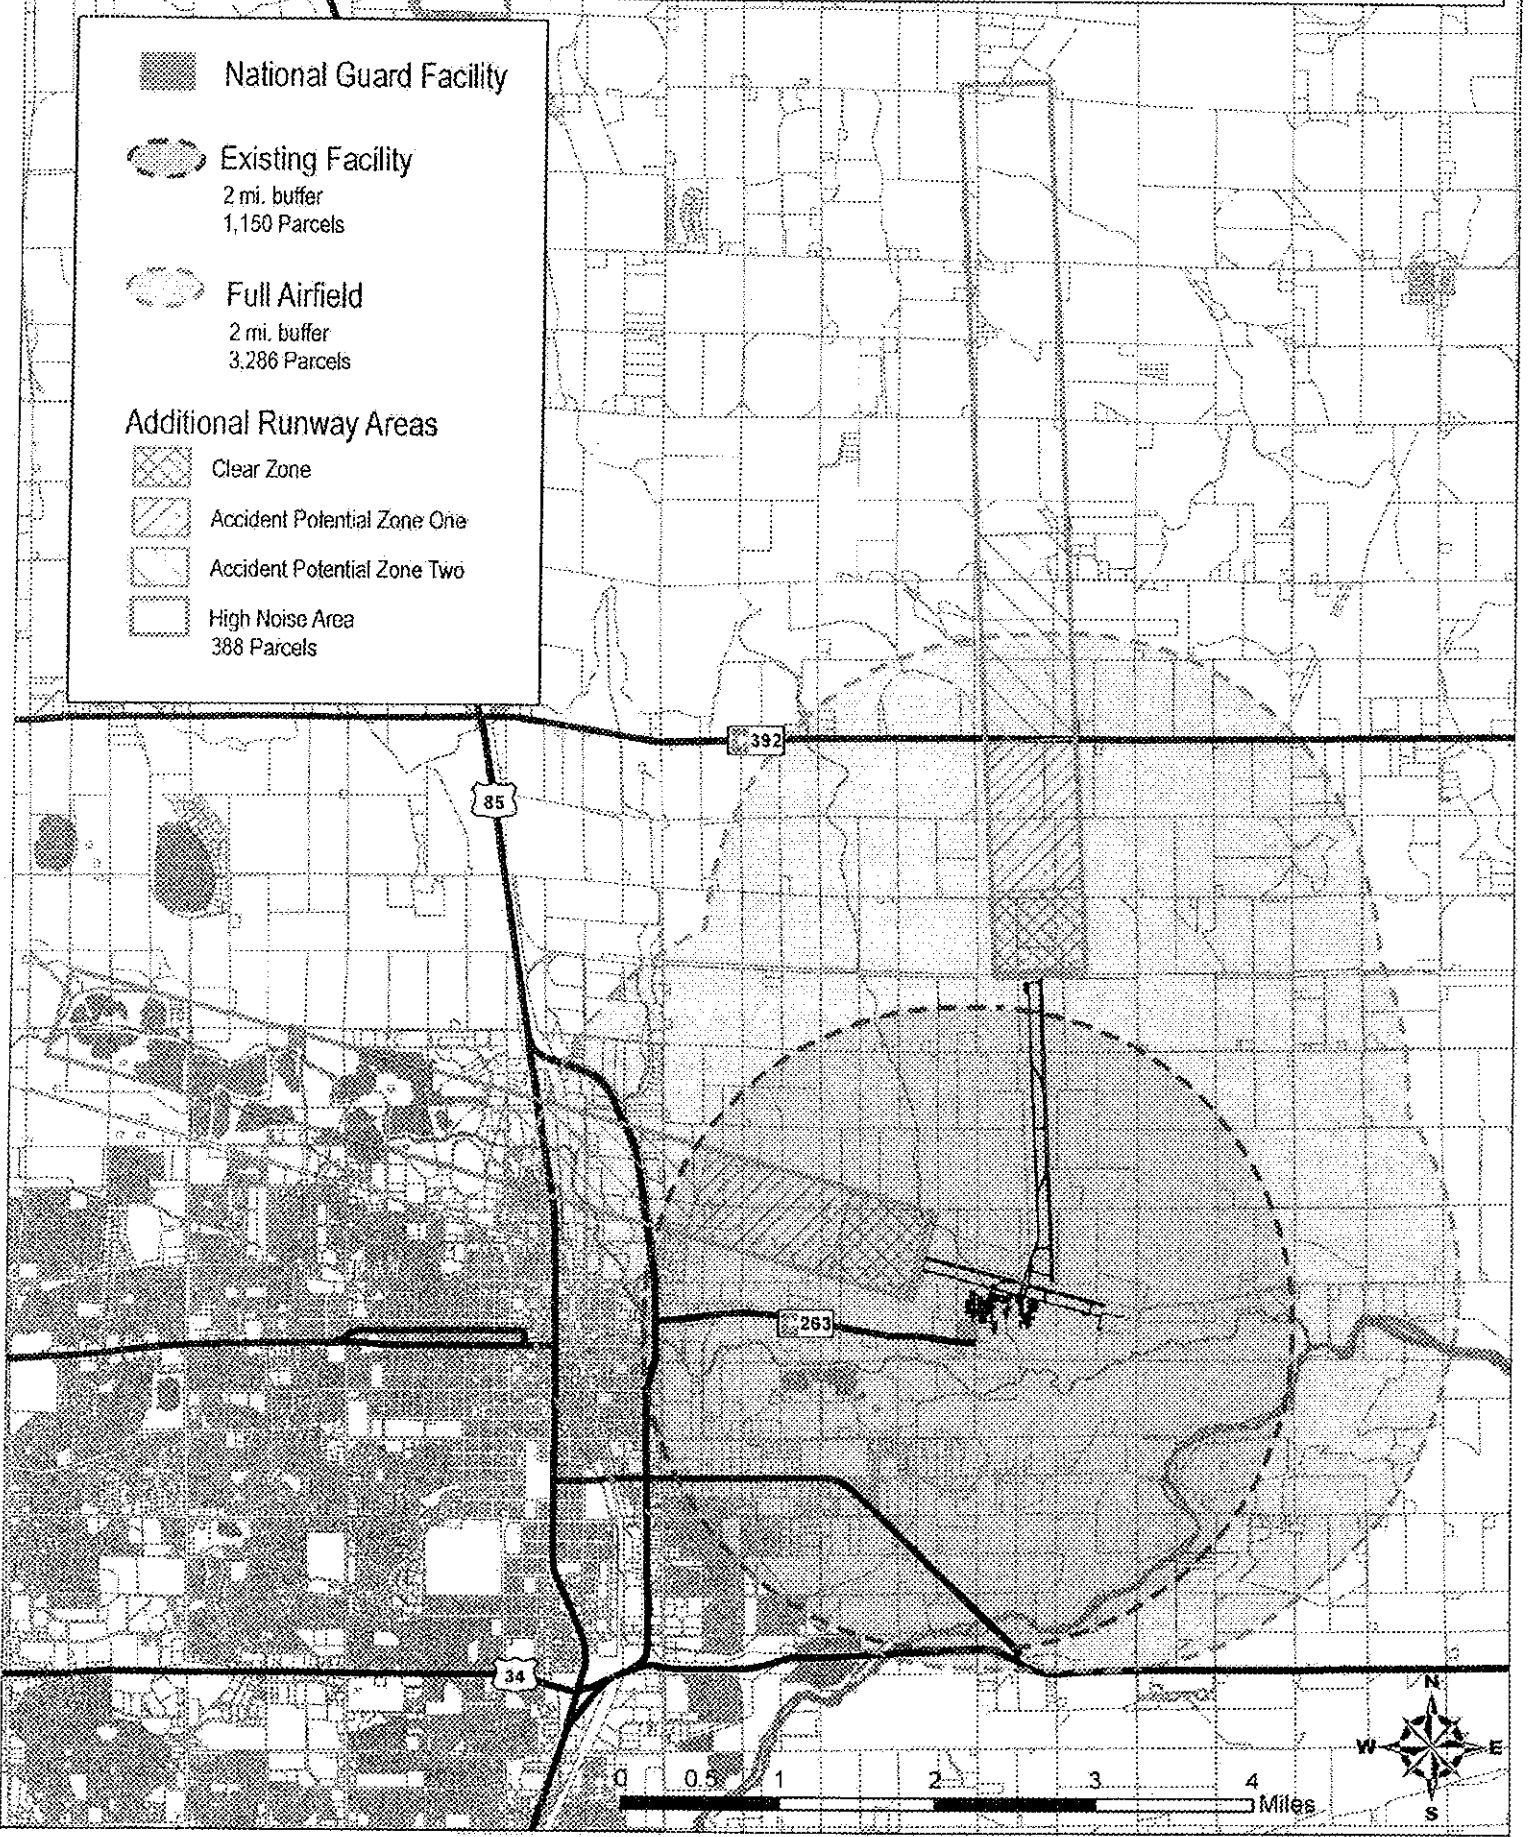 National Guard Facility
Existing Facility
2 mi. buffer
1,150 Parcels
Full Airfield
2 mi. buffer
3,286 Parcels
Additional Runway Areas
Clear Zone
Accident Potential Zone One
Accident Potential Zone Two
High Noise Area
388 Parcels
392
85
263
34
N
W E
S
0 0.5 1 2 3 4
Miles